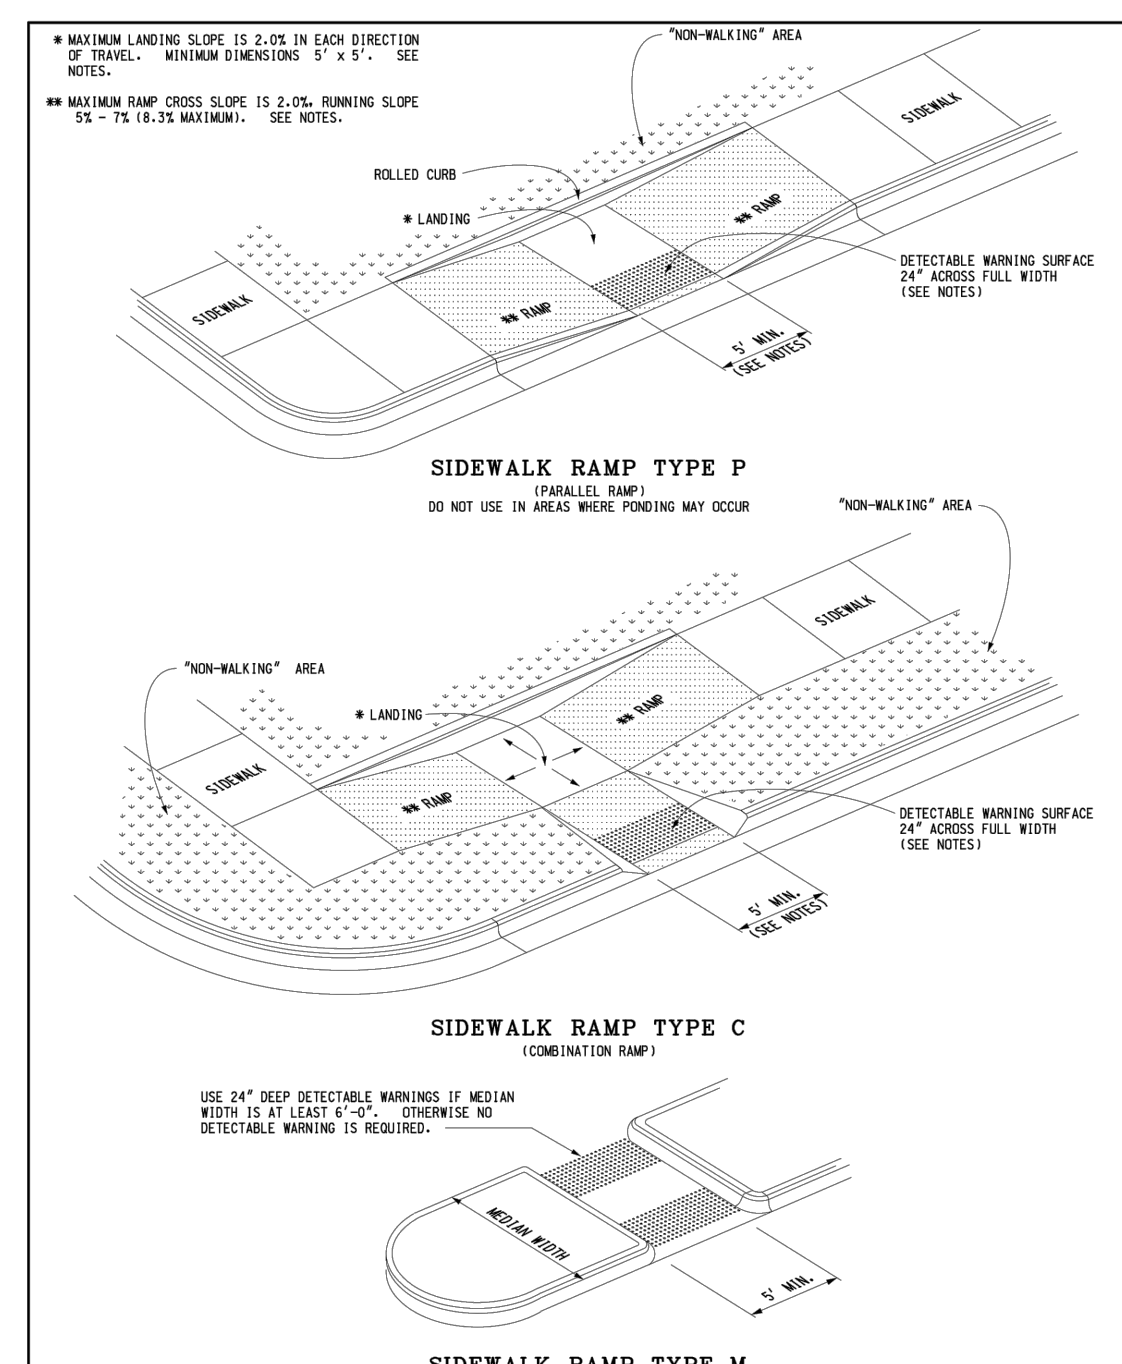 * MAXIMUM LANDING SLOPE IS 2.0% IN EACH DIRECTION
OF TRAVEL. MINIMUM DIMENSIONS 5' x 5'. SEE
NOTES.
** MAXIMUM RAMP CROSS SLOPE IS 2.0%, RUNNING SLOPE
5% - 7% (8.3% MAXIMUM). SEE NOTES.
"NON-WALKING" AREA
SIDEWALK
ROLLED CURB
* LANDING
** RAMP
DETECTABLE WARNING SURFACE
24" ACROSS FULL WIDTH
(SEE NOTES)
SIDEWALK
** RAMP
5' MIN.
(SEE NOTES)
SIDEWALK RAMP TYPE P
(PARALLEL RAMP)
DO NOT USE IN AREAS WHERE PONDING MAY OCCUR
"NON-WALKING" AREA
SIDEWALK
"NON-WALKING" AREA
* LANDING
** RAMP
SIDEWALK
** RAMP
DETECTABLE WARNING SURFACE
24" ACROSS FULL WIDTH
(SEE NOTES)
5' MIN.
(SEE NOTES)
SIDEWALK RAMP TYPE C
(COMBINATION RAMP)
USE 24" DEEP DETECTABLE WARNINGS IF MEDIAN
WIDTH IS AT LEAST 6'-0". OTHERWISE NO
DETECTABLE WARNING IS REQUIRED.
MEDIAN WIDTH
5' MIN.
SIDEWALK RAMP TYPE M